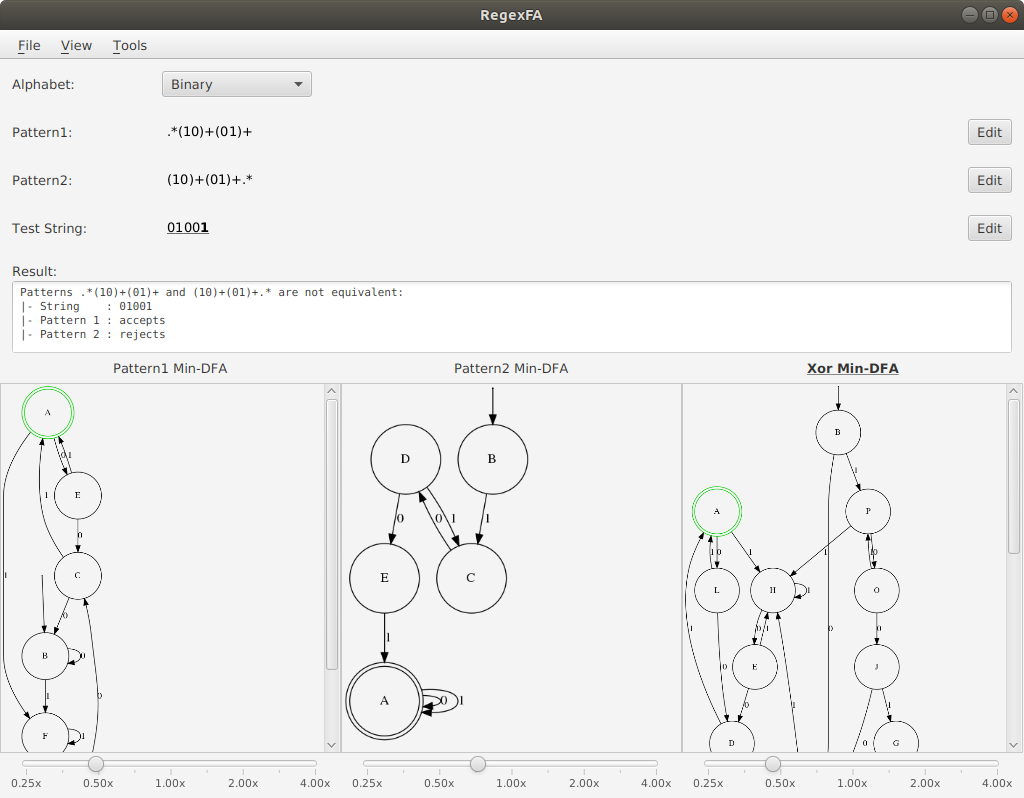 RegexFA
File View Tools
Alphabet: Binary
Pattern1: .*(10)+(01)+ Edit
Pattern2: (10)+(01)+.* Edit
Test String: 01001 Edit
Result:
Patterns .*(10)+(01)+ and (10)+(01)+.* are not equivalent:
|- String    : 01001
|- Pattern 1 : accepts
|- Pattern 2 : rejects
Pattern1 Min-DFA Pattern2 Min-DFA Xor Min-DFA
A
0 1
E
1
0
C
1
0
B
0
1
0
F
1
D B
0 0 1 1
E C
1
A
0 1
B
1
A P
1 0 1 1 1 0
L H 1 O
1 0 1 0 0
E J
0 0 1 1
D 0 G
0.25x 0.50x 1.00x 2.00x 4.00x
0.25x 0.50x 1.00x 2.00x 4.00x
0.25x 0.50x 1.00x 2.00x 4.00x